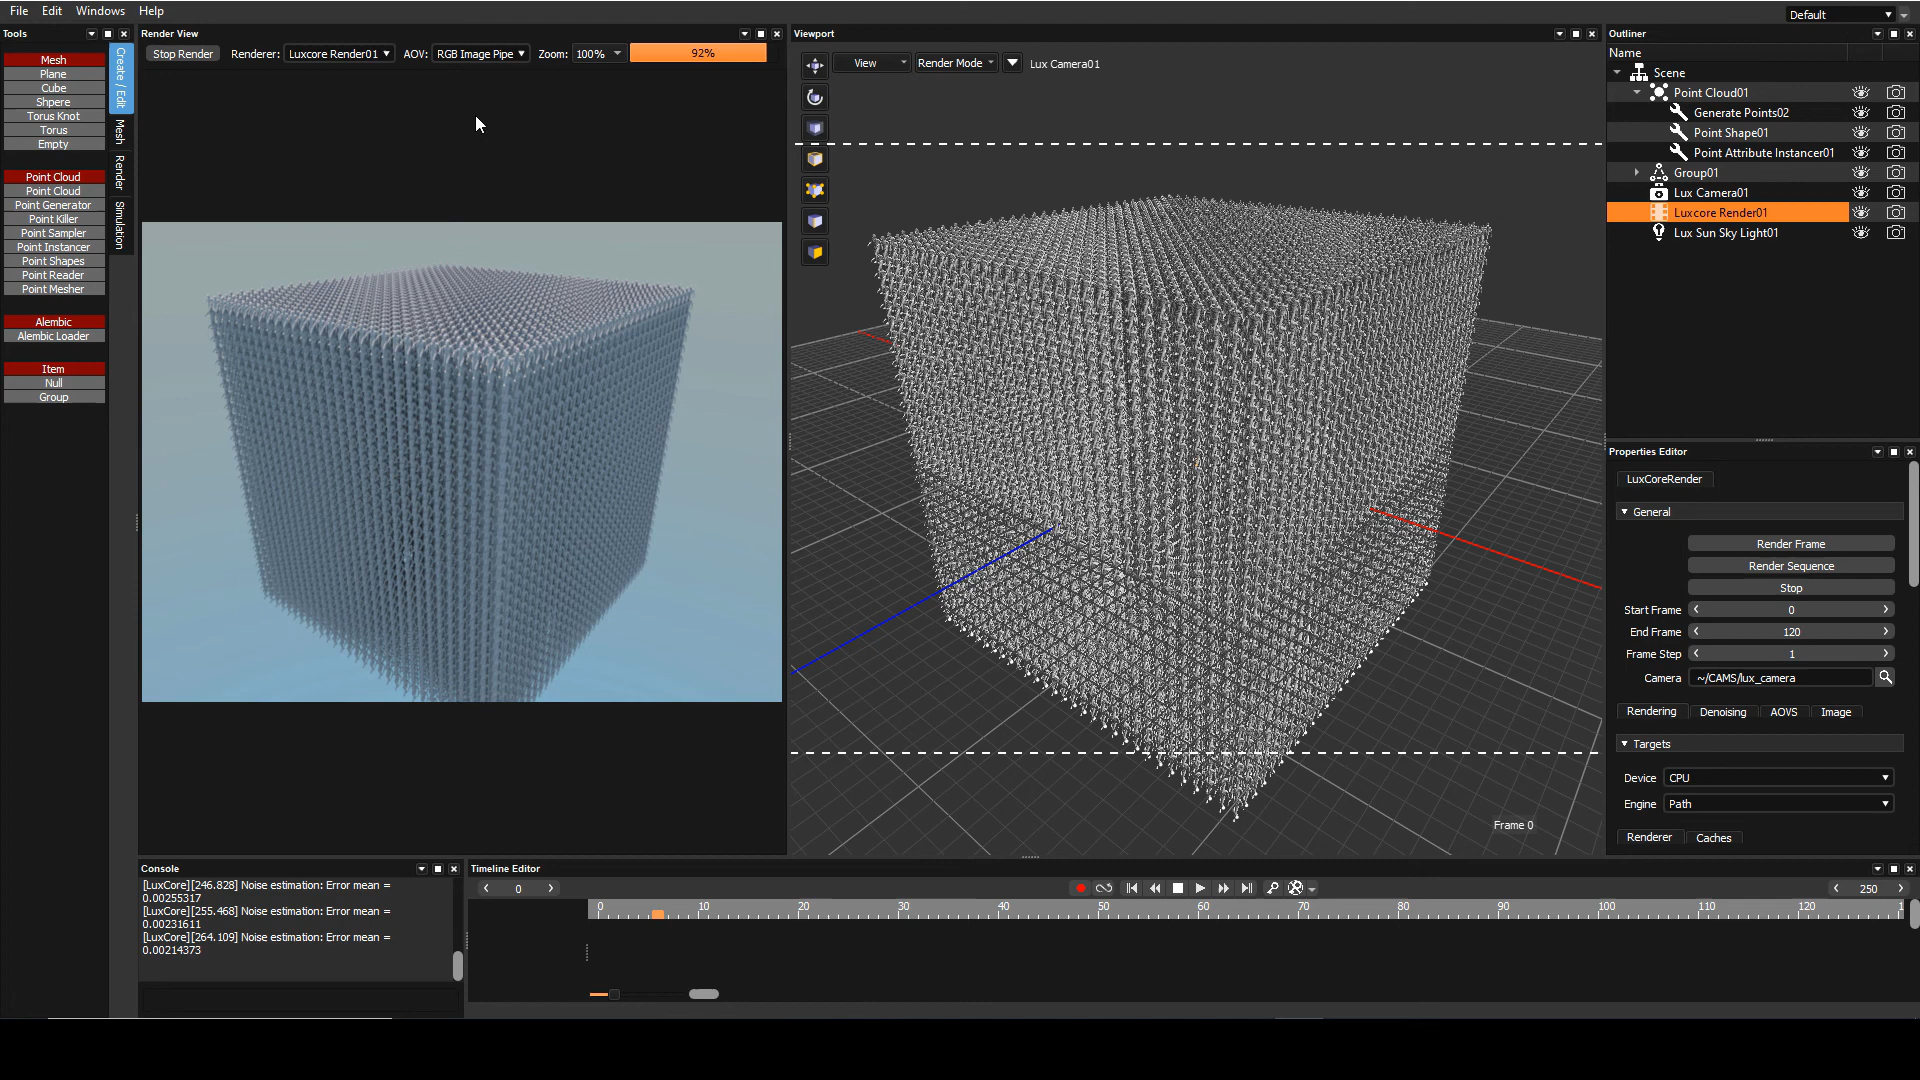 File Edit Windows Help
Default
Tools
Mesh
Plane
Cube
Shpere
Torus Knot
Torus
Empty
Point Cloud
Point Cloud
Point Generator
Point Killer
Point Sampler
Point Instancer
Point Shapes
Point Reader
Point Mesher
Alembic
Alembic Loader
Item
Null
Group
Create / Edit
Mesh
Render
Simulation
Render View
Stop Render Renderer: Luxcore Render01 AOV: RGB Image Pipe Zoom: 100% 92%
Viewport
View Render Mode Lux Camera01
Frame 0
Outliner
Name
Scene
Point Cloud01
Generate Points02
Point Shape01
Point Attribute Instancer01
Group01
Lux Camera01
Luxcore Render01
Lux Sun Sky Light01
Properties Editor
LuxCoreRender
General
Render Frame
Render Sequence
Stop
Start Frame 0
End Frame 120
Frame Step 1
Camera ~/CAMS/lux_camera
Rendering Denoising AOVS Image
Targets
Device CPU
Engine Path
Renderer Caches
Console
[LuxCore][246.828] Noise estimation: Error mean =
0.00255317
[LuxCore][255.468] Noise estimation: Error mean =
0.00231611
[LuxCore][264.109] Noise estimation: Error mean =
0.00214373
Timeline Editor
0 250
0 10 20 30 40 50 60 70 80 90 100 110 120 1